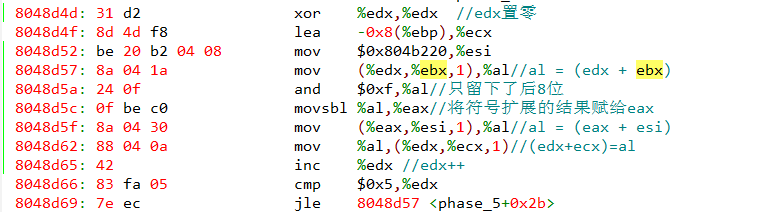 8048d4d: 31 d2 xor %edx,%edx //edx置零
8048d4f: 8d 4d f8 lea -0x8(%ebp),%ecx
8048d52: be 20 b2 04 08 mov $0x804b220,%esi
8048d57: 8a 04 1a mov (%edx,%ebx,1),%al//al = (edx + ebx)
8048d5a: 24 0f and $0xf,%al//只留下了后8位
8048d5c: 0f be c0 movsbl %al,%eax//将符号扩展的结果赋给eax
8048d5f: 8a 04 30 mov (%eax,%esi,1),%al//al = (eax + esi)
8048d62: 88 04 0a mov %al,(%edx,%ecx,1)//(edx+ecx)=al
8048d65: 42 inc %edx //edx++
8048d66: 83 fa 05 cmp $0x5,%edx
8048d69: 7e ec jle 8048d57 <phase_5+0x2b>